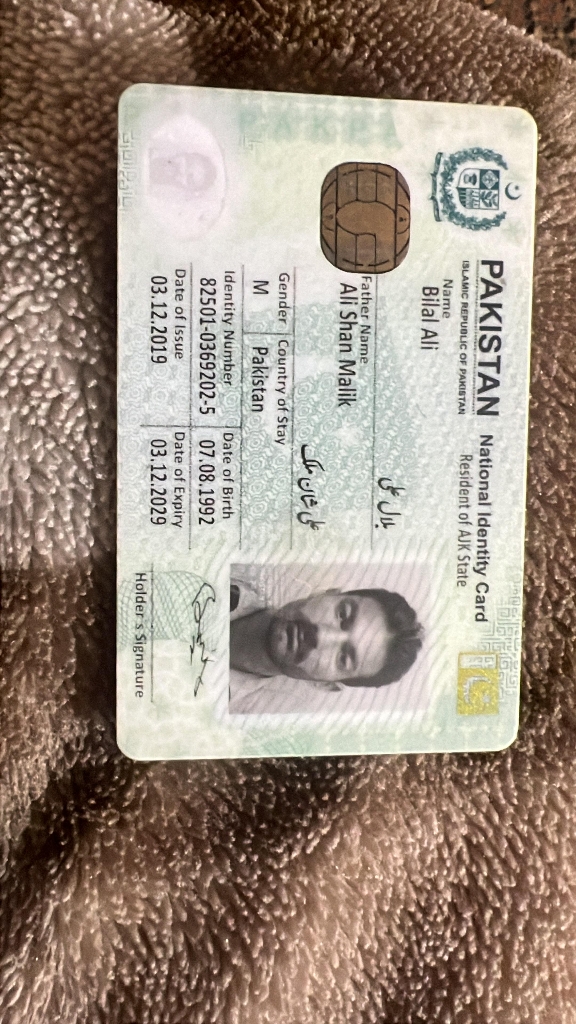 PAKISTAN National Identity Card
ISLAMIC REPUBLIC OF PAKISTAN Resident of AJK State
Name
Bilal Ali
بلال علی
Father Name
Ali Shan Malik
علی شان ملک
Gender Country of Stay
M Pakistan
Identity Number Date of Birth
82501-0369202-5 07.08.1992
Date of Issue Date of Expiry
03.12.2019 03.12.2029
Holder's Signature